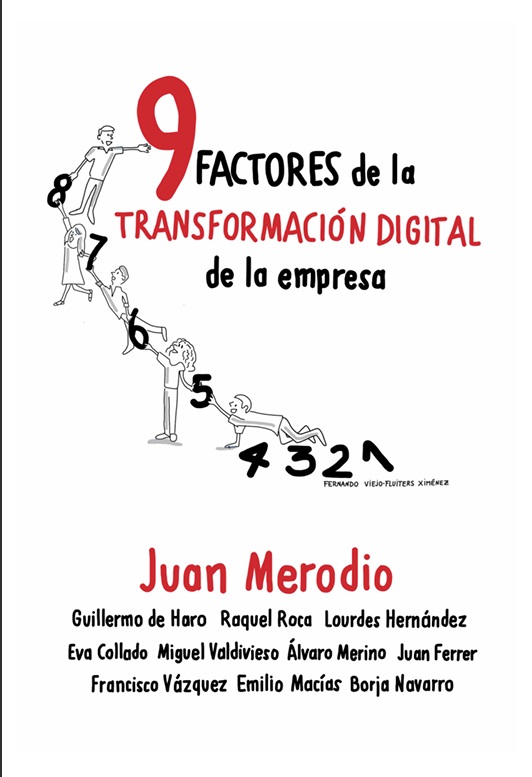 9 FACTORES de la
TRANSFORMACIÓN DIGITAL
de la empresa
8
7
6
5
4 3 2 1
FERNANDO VIEJO-FLUITERS XIMÉNEZ
Juan Merodio
Guillermo de Haro Raquel Roca Lourdes Hernández
Eva Collado Miguel Valdivieso Álvaro Merino Juan Ferrer
Francisco Vázquez Emilio Macías Borja Navarro